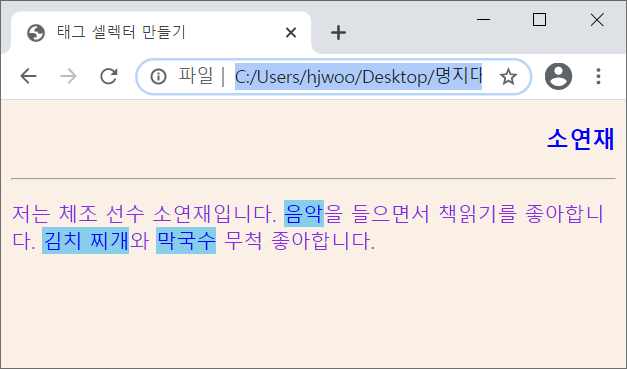 태그 셀렉터 만들기
파일 | C:/Users/hjwoo/Desktop/명지대
소연재
저는 체조 선수 소연재입니다. 음악을 들으면서 책읽기를 좋아합니
다. 김치 찌개와 막국수 무척 좋아합니다.